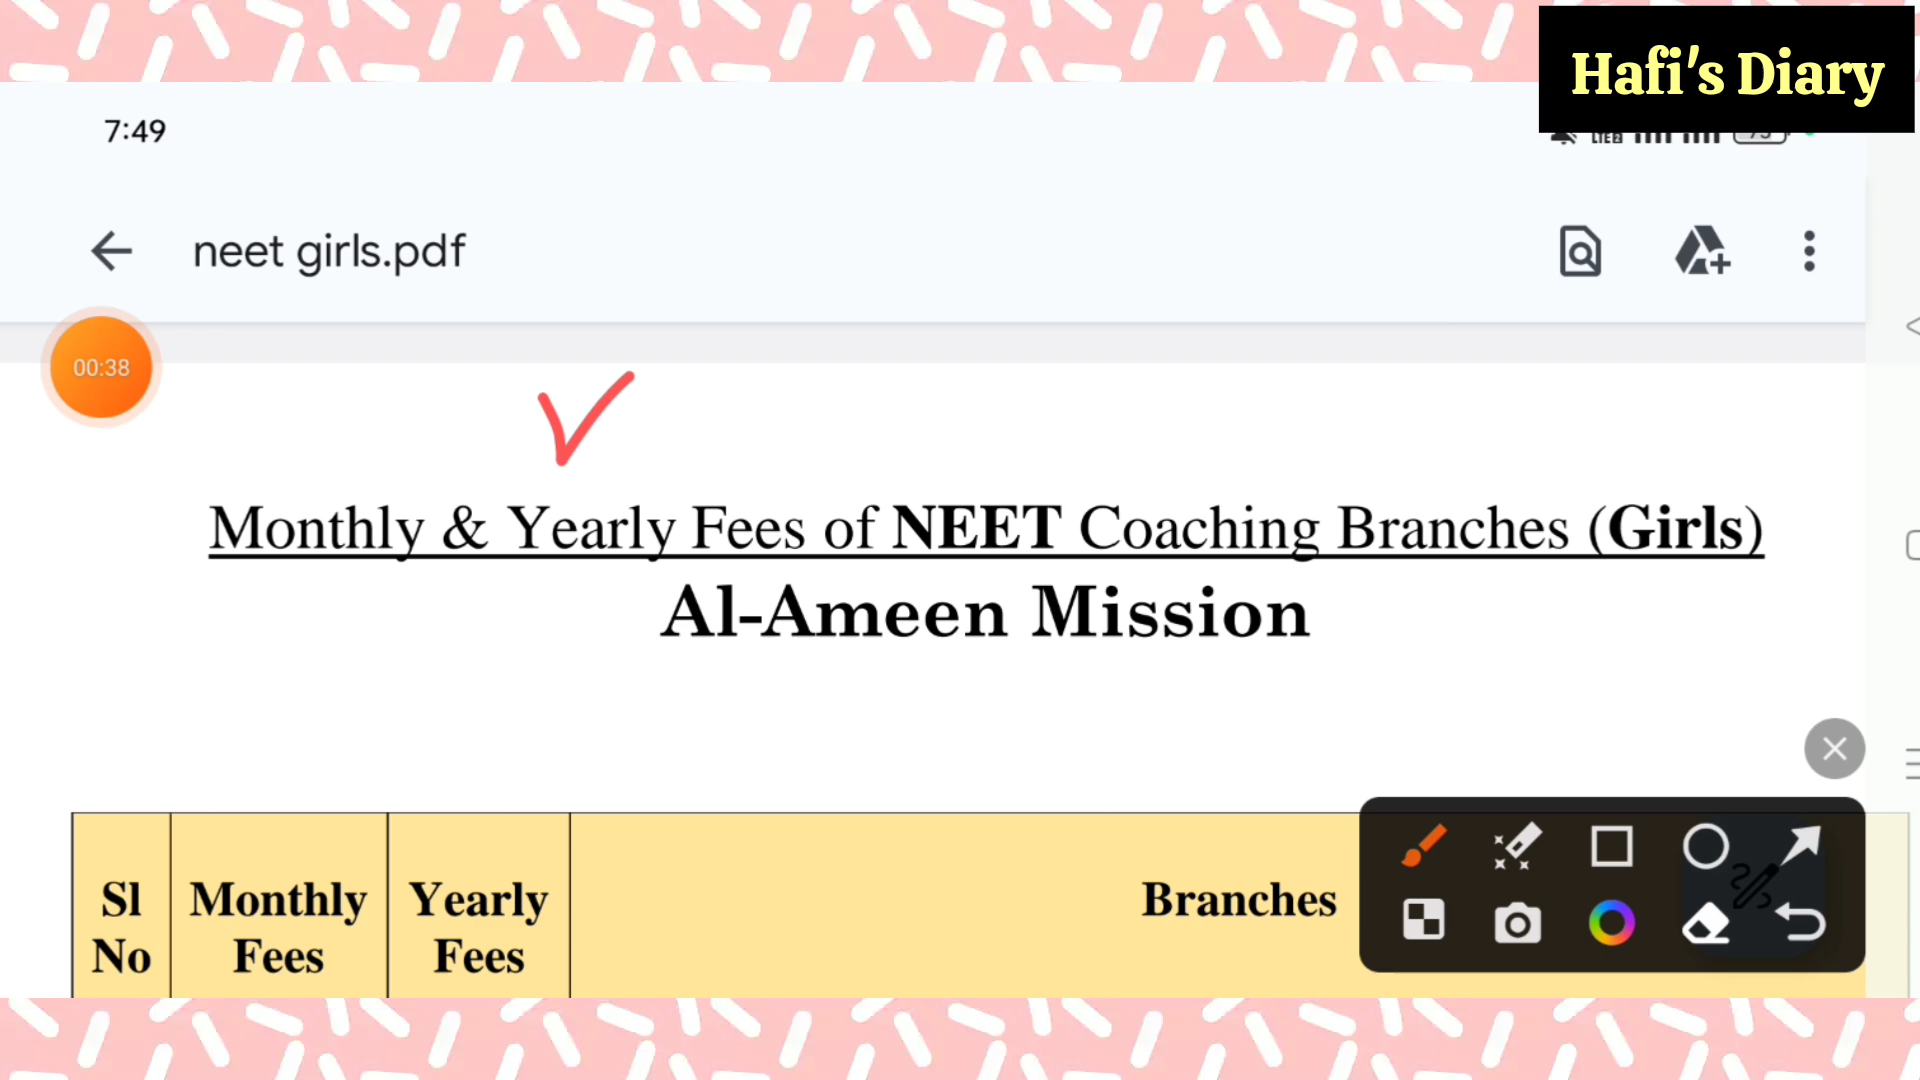 Hafi's Diary
7:49
neet girls.pdf
00:38
Monthly & Yearly Fees of NEET Coaching Branches (Girls)
Al-Ameen Mission
Sl No
Monthly Fees
Yearly Fees
Branches